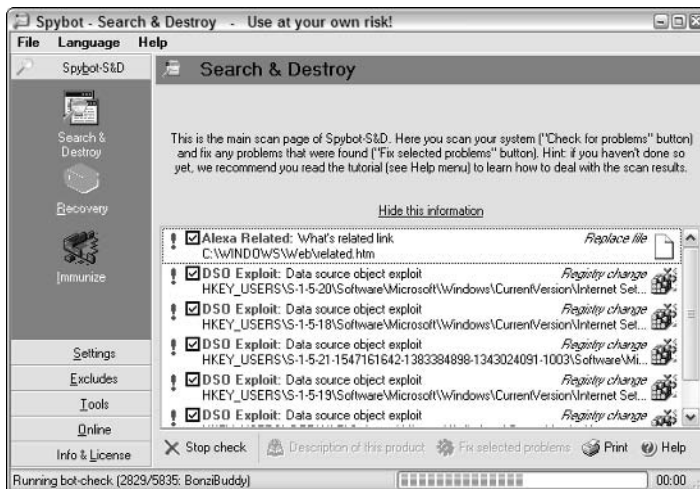 Spybot - Search & Destroy - Use at your own risk!
File Language Help
Spybot-S&D
Search & Destroy
Search &
Destroy
Recovery
Immunize
This is the main scan page of Spybot-S&D. Here you scan your system ("Check for problems" button)
and fix any problems that were found ("Fix selected problems" button). Hint: if you haven't done so
yet, we recommend you read the tutorial (see Help menu) to learn how to deal with the scan results.
Hide this information
Alexa Related: What's related link Replace file
C:\WINDOWS\Web\related.htm
DSO Exploit: Data source object exploit Registry change
HKEY_USERS\S-1-5-20\Software\Microsoft\Windows\CurrentVersion\Internet Set...
DSO Exploit: Data source object exploit Registry change
HKEY_USERS\S-1-5-18\Software\Microsoft\Windows\CurrentVersion\Internet Set...
DSO Exploit: Data source object exploit Registry change
HKEY_USERS\S-1-5-21-1547161642-1383384898-1343024091-1003\Software\Mi...
DSO Exploit: Data source object exploit Registry change
HKEY_USERS\S-1-5-19\Software\Microsoft\Windows\CurrentVersion\Internet Set...
DSO Exploit: Data source object exploit Registry change
Settings
Excludes
Tools
Online
Info & License
Stop check Description of this product Fix selected problems Print Help
Running bot-check (2829/5835: BonziBuddy) 00:00